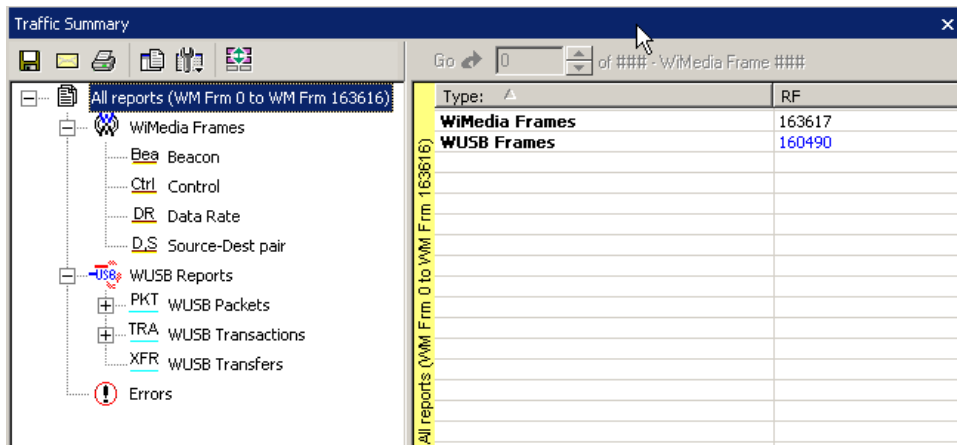 Traffic Summary
Go 0 of ### - WiMedia Frame ###
All reports (WM Frm 0 to WM Frm 163616)
WiMedia Frames
Bea Beacon
Ctrl Control
DR Data Rate
D,S Source-Dest pair
USB WUSB Reports
PKT WUSB Packets
TRA WUSB Transactions
XFR WUSB Transfers
Errors
All reports (WM Frm 0 to WM Frm 163616)
Type: RF
WiMedia Frames 163617
WUSB Frames 160490